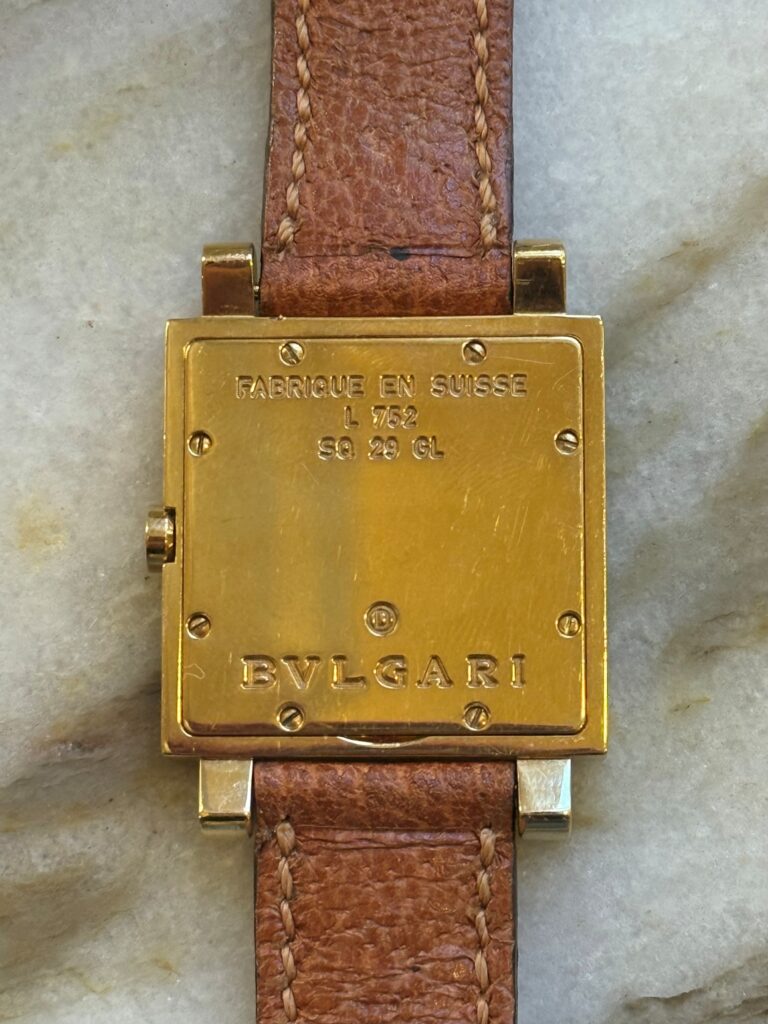 FABRIQUE EN SUISSE
L 752
SQ 29 GL
BVLGARI